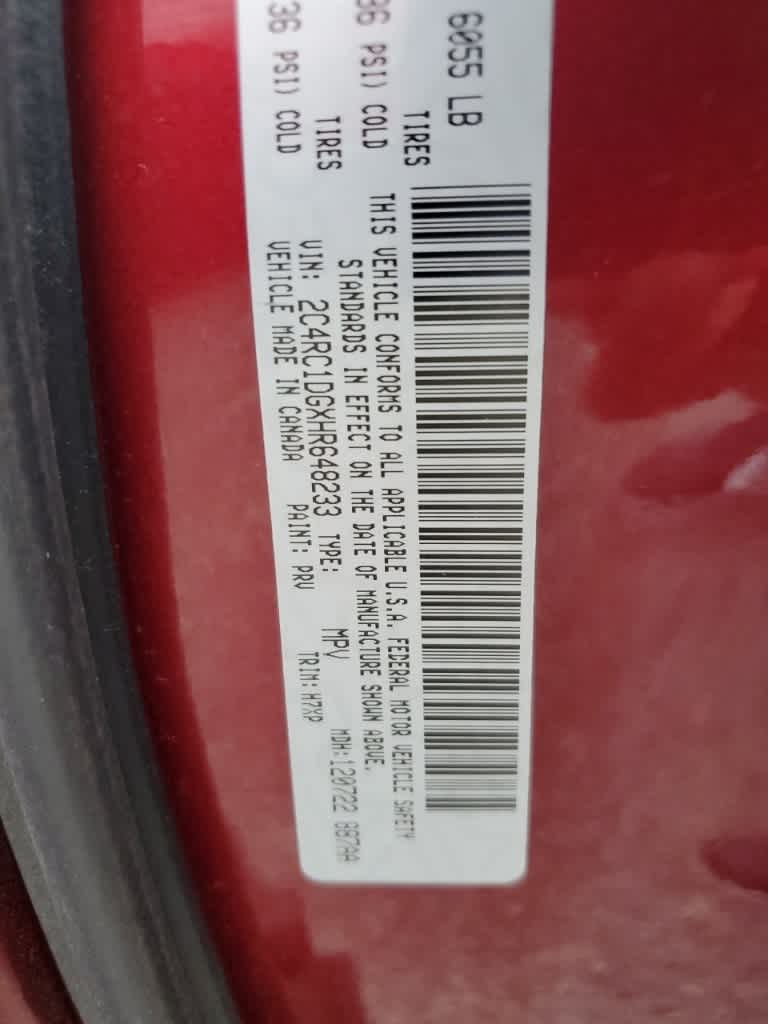 6055 LB
TIRES
36 PSI) COLD
TIRES
36 PSI) COLD
THIS VEHICLE CONFORMS TO ALL APPLICABLE U.S.A. FEDERAL MOTOR VEHICLE SAFETY
STANDARDS IN EFFECT ON THE DATE OF MANUFACTURE SHOWN ABOVE.
VIN: 2C4RC1DGXHR648233 TYPE: MPV MDH:120722 887AA
VEHICLE MADE IN CANADA PAINT: PRV TRIM: H7XP